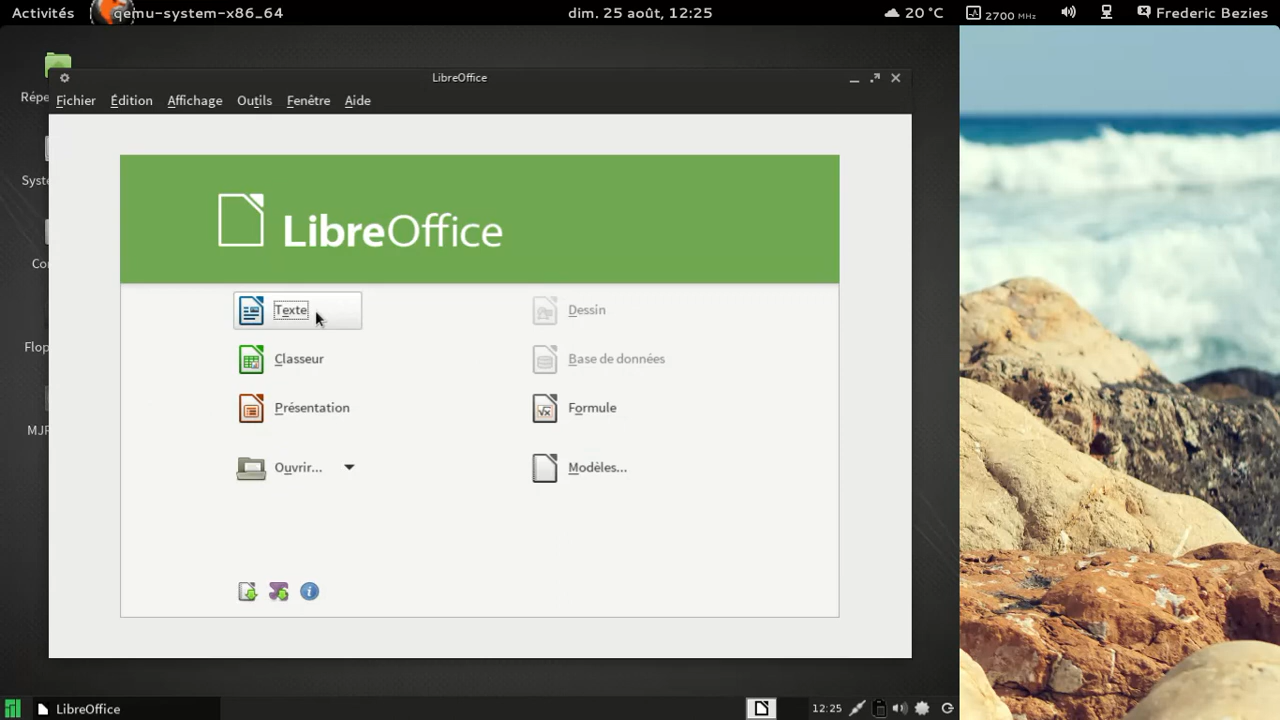 Activités
qemu-system-x86_64
dim. 25 août, 12:25
20 °C
2700 MHz
Frederic Bezies
LibreOffice
Fichier Édition Affichage Outils Fenêtre Aide
LibreOffice
Texte
Dessin
Classeur
Base de données
Présentation
Formule
Ouvrir...
Modèles...
LibreOffice
12:25